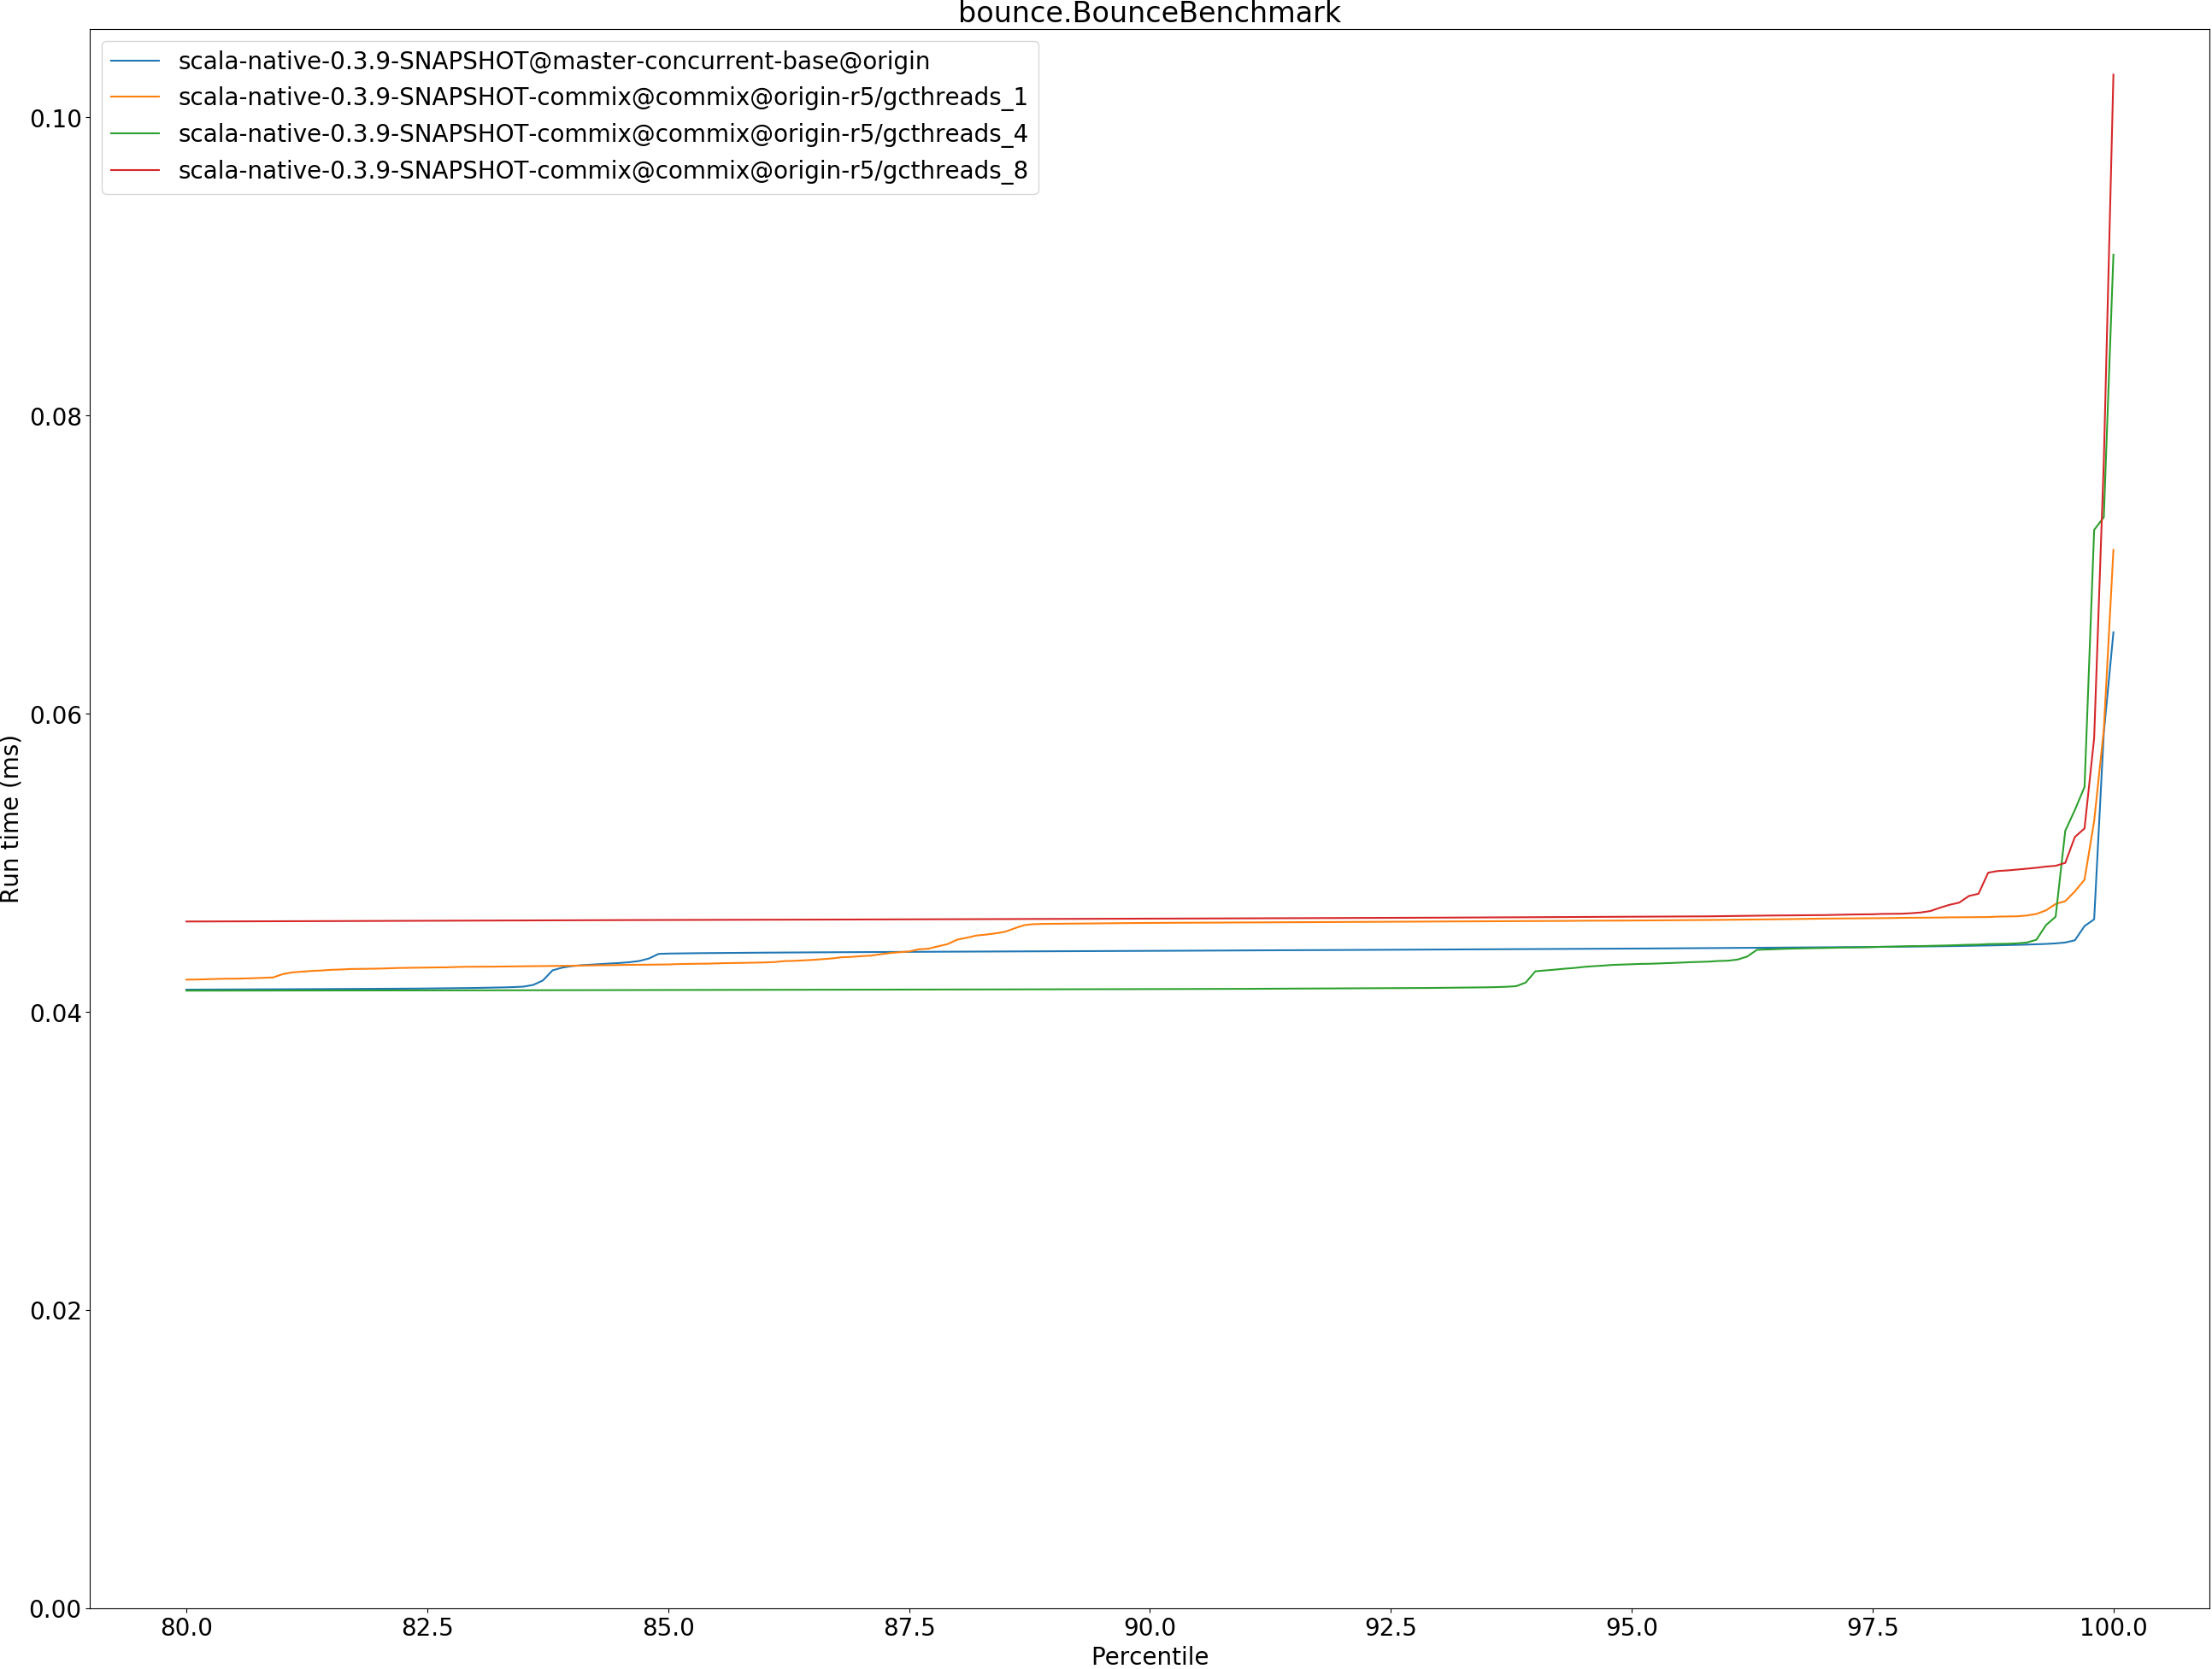 bounce.BounceBenchmark
scala-native-0.3.9-SNAPSHOT@master-concurrent-base@origin
scala-native-0.3.9-SNAPSHOT-commix@commix@origin-r5/gcthreads_1
scala-native-0.3.9-SNAPSHOT-commix@commix@origin-r5/gcthreads_4
scala-native-0.3.9-SNAPSHOT-commix@commix@origin-r5/gcthreads_8
0.10
0.08
0.06
0.04
0.02
0.00
Run time (ms)
80.0 82.5 85.0 87.5 90.0 92.5 95.0 97.5 100.0
Percentile